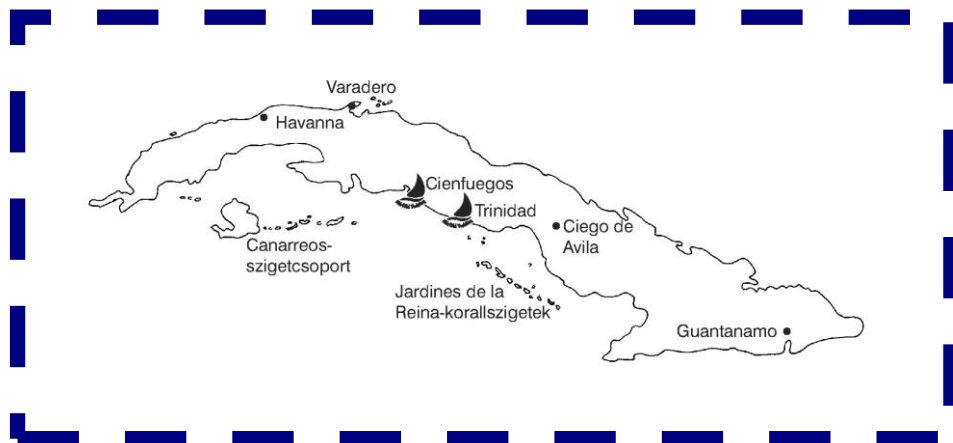 Varadero
Havanna
Cienfuegos
Trinidad
Ciego de
Avila
Canarreos-
szigetcsoport
Jardines de la
Reina-korallszigetek
Guantanamo